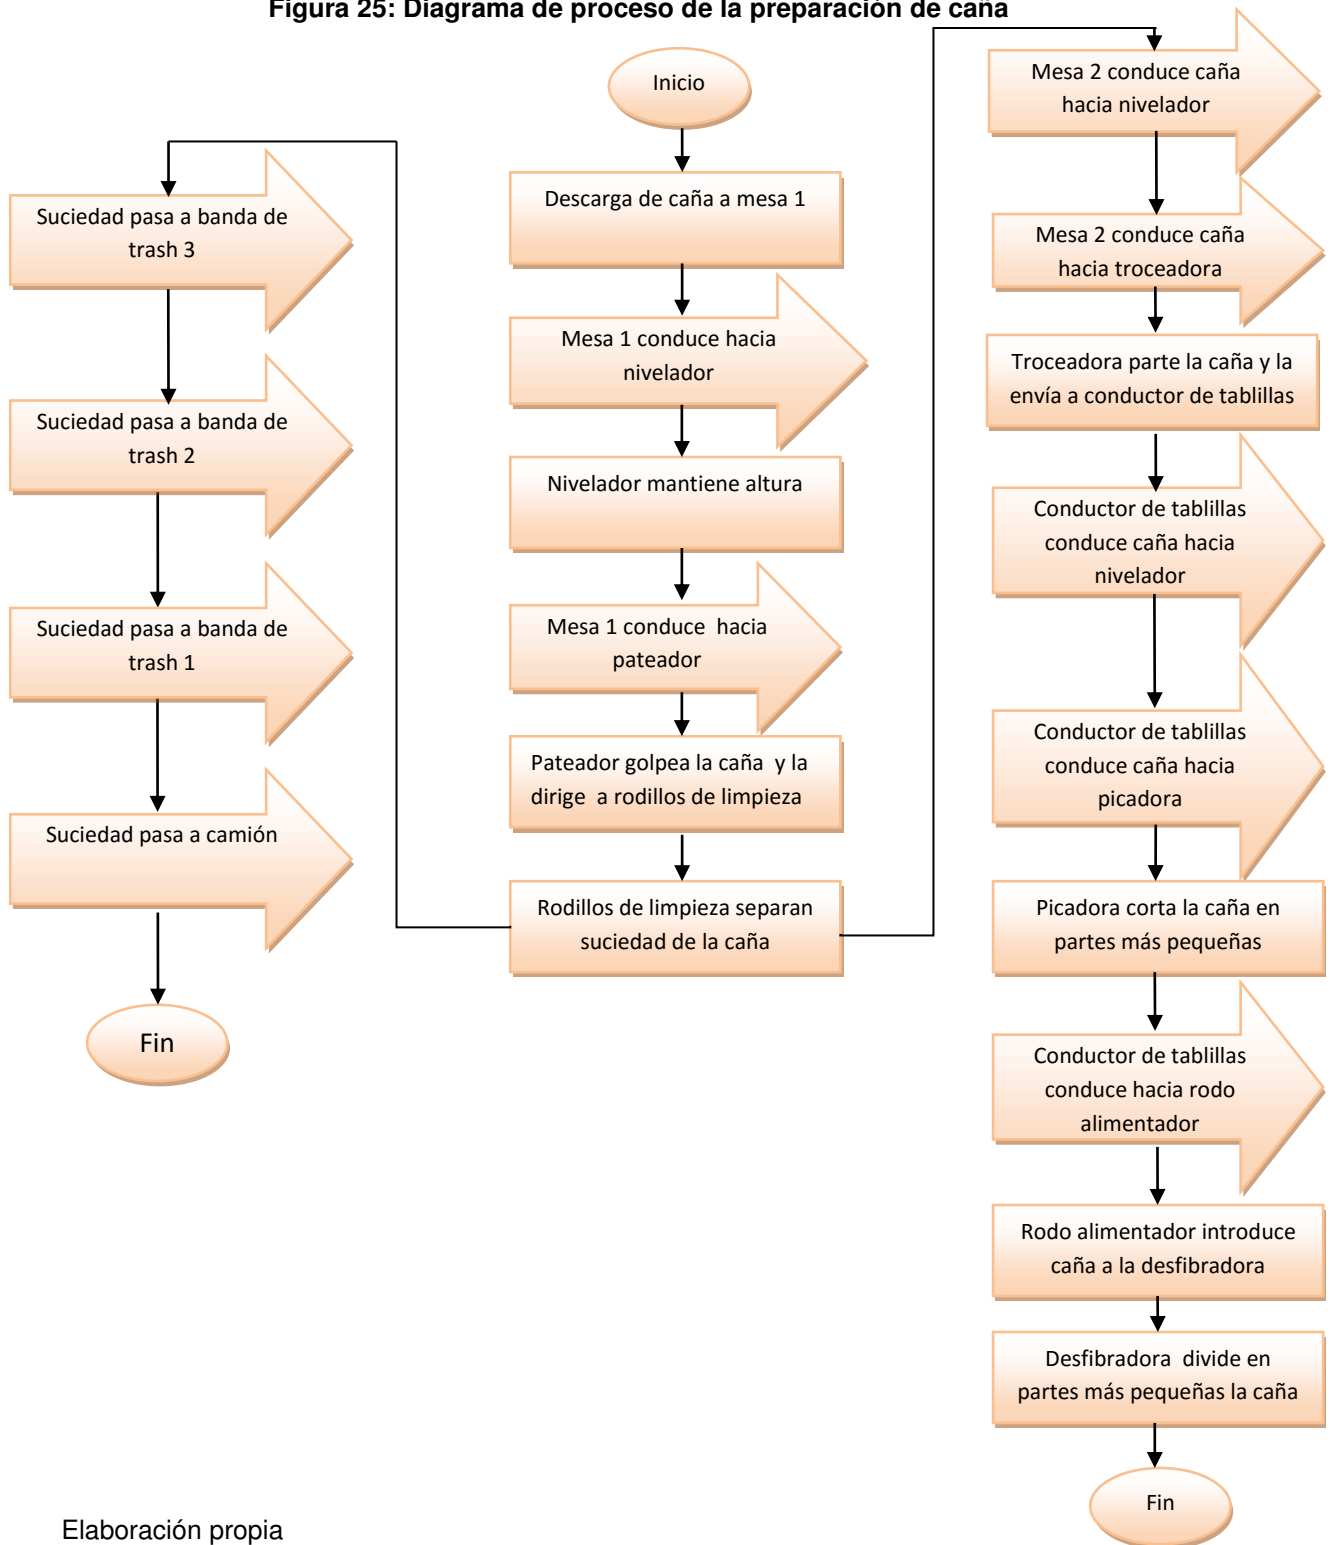 Figura 25: Diagrama de proceso de la preparación de caña
Inicio
Descarga de caña a mesa 1
Mesa 1 conduce hacia
nivelador
Nivelador mantiene altura
Mesa 1 conduce hacia
pateador
Pateador golpea la caña y la
dirige a rodillos de limpieza
Rodillos de limpieza separan
suciedad de la caña
Suciedad pasa a banda de
trash 3
Suciedad pasa a banda de
trash 2
Suciedad pasa a banda de
trash 1
Suciedad pasa a camión
Fin
Mesa 2 conduce caña
hacia nivelador
Mesa 2 conduce caña
hacia troceadora
Troceadora parte la caña y la
envía a conductor de tablillas
Conductor de tablillas
conduce caña hacia
nivelador
Conductor de tablillas
conduce caña hacia
picadora
Picadora corta la caña en
partes más pequeñas
Conductor de tablillas
conduce hacia rodo
alimentador
Rodo alimentador introduce
caña a la desfibradora
Desfibradora divide en
partes más pequeñas la caña
Fin
Elaboración propia